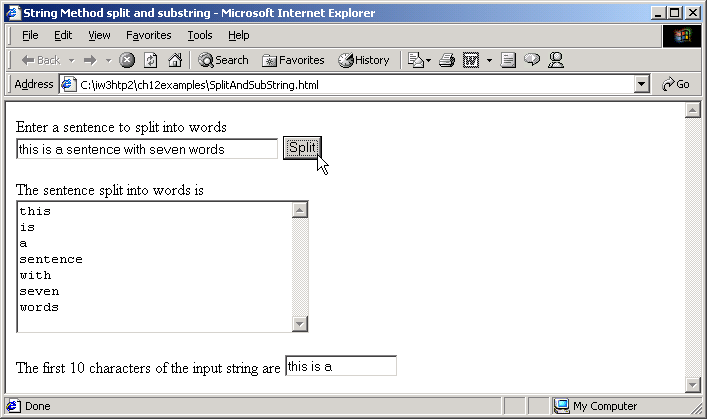 String Method split and substring - Microsoft Internet Explorer
File Edit View Favorites Tools Help
Back Search Favorites History
Address C:\iw3htp2\ch12examples\SplitAndSubString.html Go
Enter a sentence to split into words
this is a sentence with seven words Split
The sentence split into words is
this
is
a
sentence
with
seven
words
The first 10 characters of the input string are this is a
Done My Computer